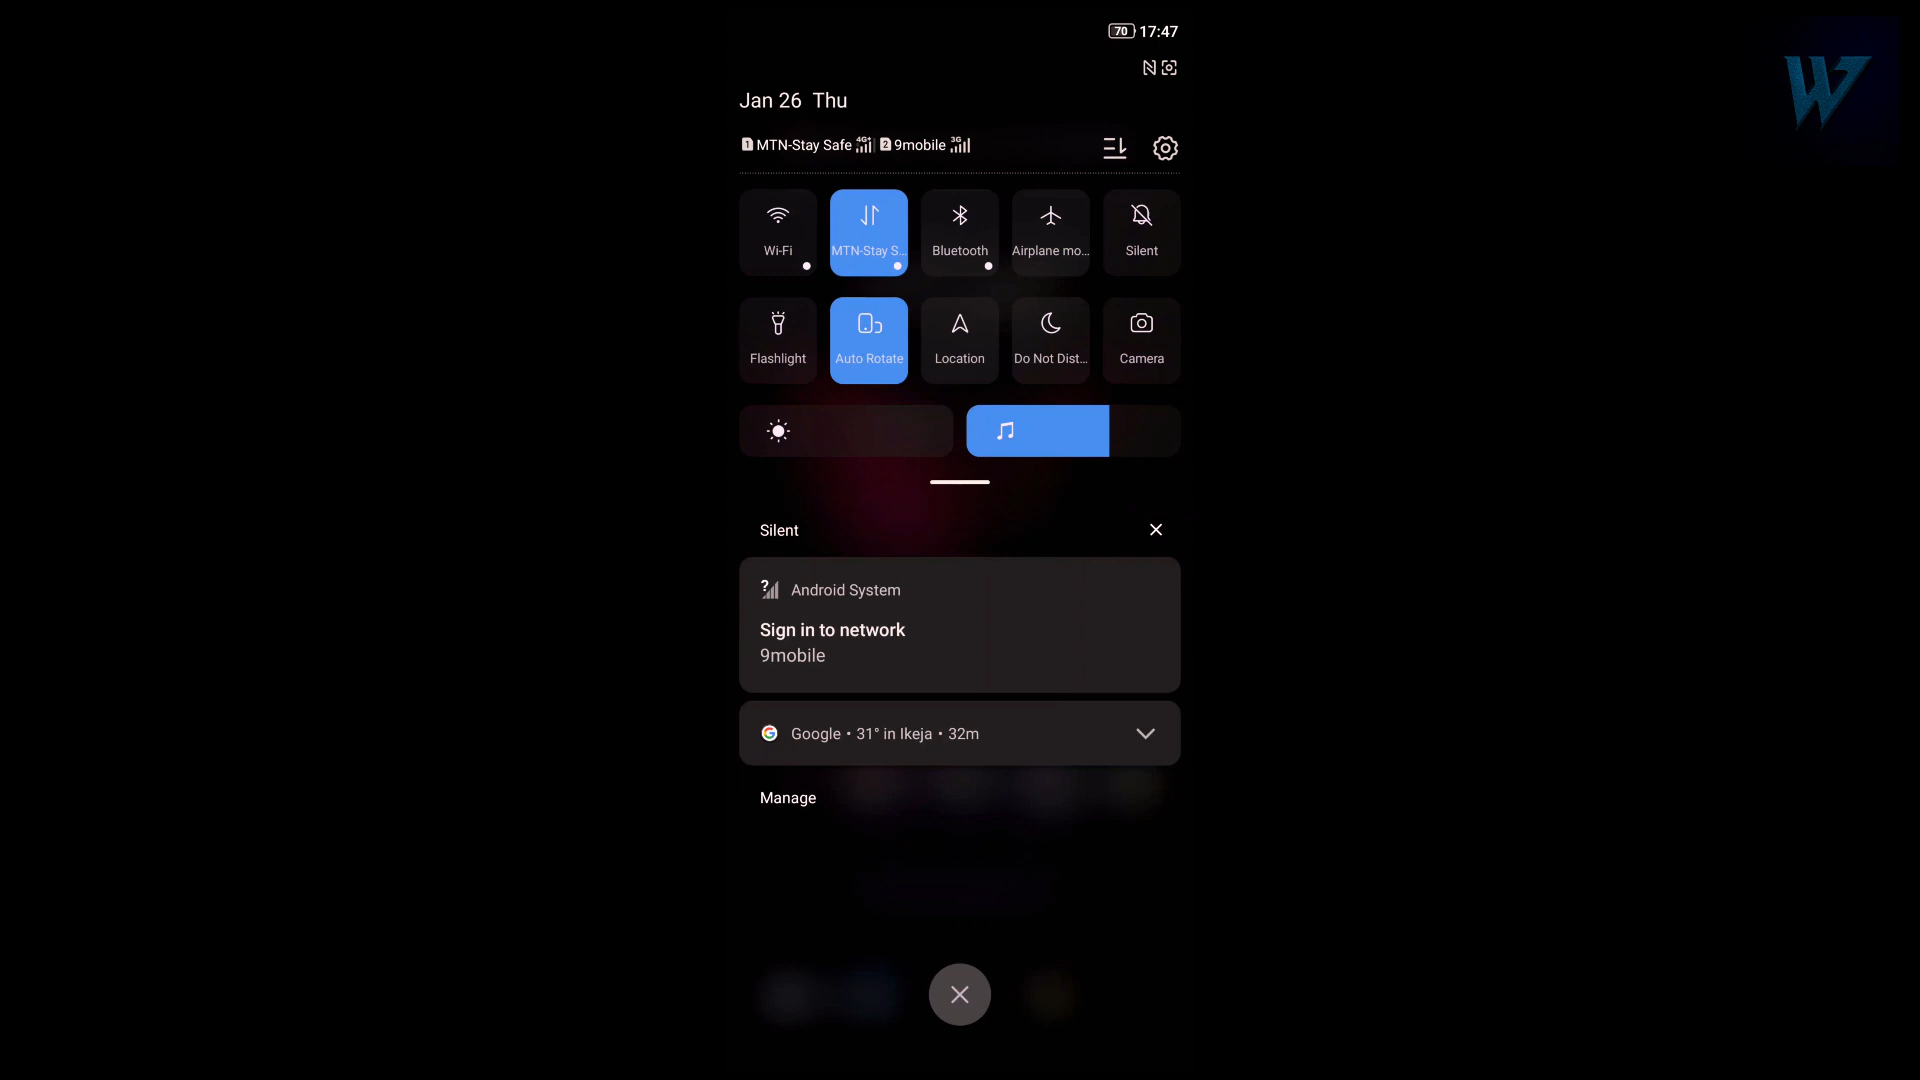 70 17:47
Jan 26 Thu
1 MTN-Stay Safe 4G+ 2 9mobile 3G
Wi-Fi MTN-Stay S... Bluetooth Airplane mo... Silent
Flashlight Auto Rotate Location Do Not Dist... Camera
Silent
? Android System
Sign in to network
9mobile
Google • 31° in Ikeja • 32m
Manage